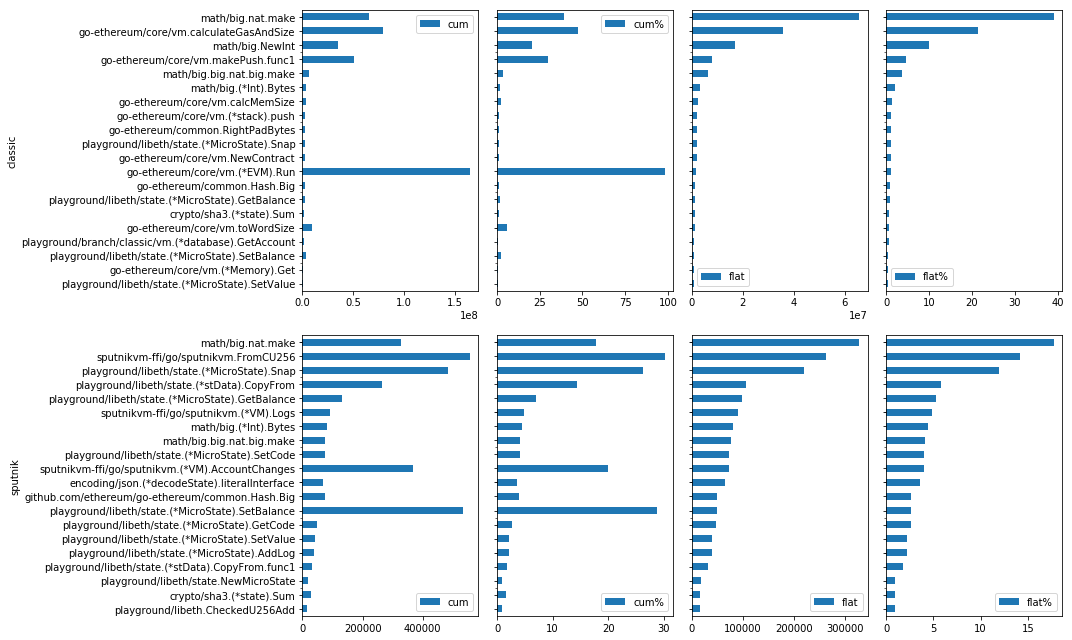 classic
math/big.nat.make
go-ethereum/core/vm.calculateGasAndSize
math/big.NewInt
go-ethereum/core/vm.makePush.func1
math/big.big.nat.big.make
math/big.(*Int).Bytes
go-ethereum/core/vm.calcMemSize
go-ethereum/core/vm.(*stack).push
go-ethereum/common.RightPadBytes
playground/libeth/state.(*MicroState).Snap
go-ethereum/core/vm.NewContract
go-ethereum/core/vm.(*EVM).Run
go-ethereum/common.Hash.Big
playground/libeth/state.(*MicroState).GetBalance
crypto/sha3.(*state).Sum
go-ethereum/core/vm.toWordSize
playground/branch/classic/vm.(*database).GetAccount
playground/libeth/state.(*MicroState).SetBalance
go-ethereum/core/vm.(*Memory).Get
playground/libeth/state.(*MicroState).SetValue
cum
0.0 0.5 1.0 1.5
1e8
cum%
0 25 50 75 100
flat
0 2 4 6
1e7
flat%
0 10 20 30 40
sputnik
math/big.nat.make
sputnikvm-ffi/go/sputnikvm.FromCU256
playground/libeth/state.(*MicroState).Snap
playground/libeth/state.(*stData).CopyFrom
playground/libeth/state.(*MicroState).GetBalance
sputnikvm-ffi/go/sputnikvm.(*VM).Logs
math/big.(*Int).Bytes
math/big.big.nat.big.make
playground/libeth/state.(*MicroState).SetCode
sputnikvm-ffi/go/sputnikvm.(*VM).AccountChanges
encoding/json.(*decodeState).literalInterface
github.com/ethereum/go-ethereum/common.Hash.Big
playground/libeth/state.(*MicroState).SetBalance
playground/libeth/state.(*MicroState).GetCode
playground/libeth/state.(*MicroState).SetValue
playground/libeth/state.(*MicroState).AddLog
playground/libeth/state.(*stData).CopyFrom.func1
playground/libeth/state.NewMicroState
crypto/sha3.(*state).Sum
playground/libeth.CheckedU256Add
cum
0 200000 400000
cum%
0 10 20 30
flat
0 100000 200000 300000
flat%
0 5 10 15